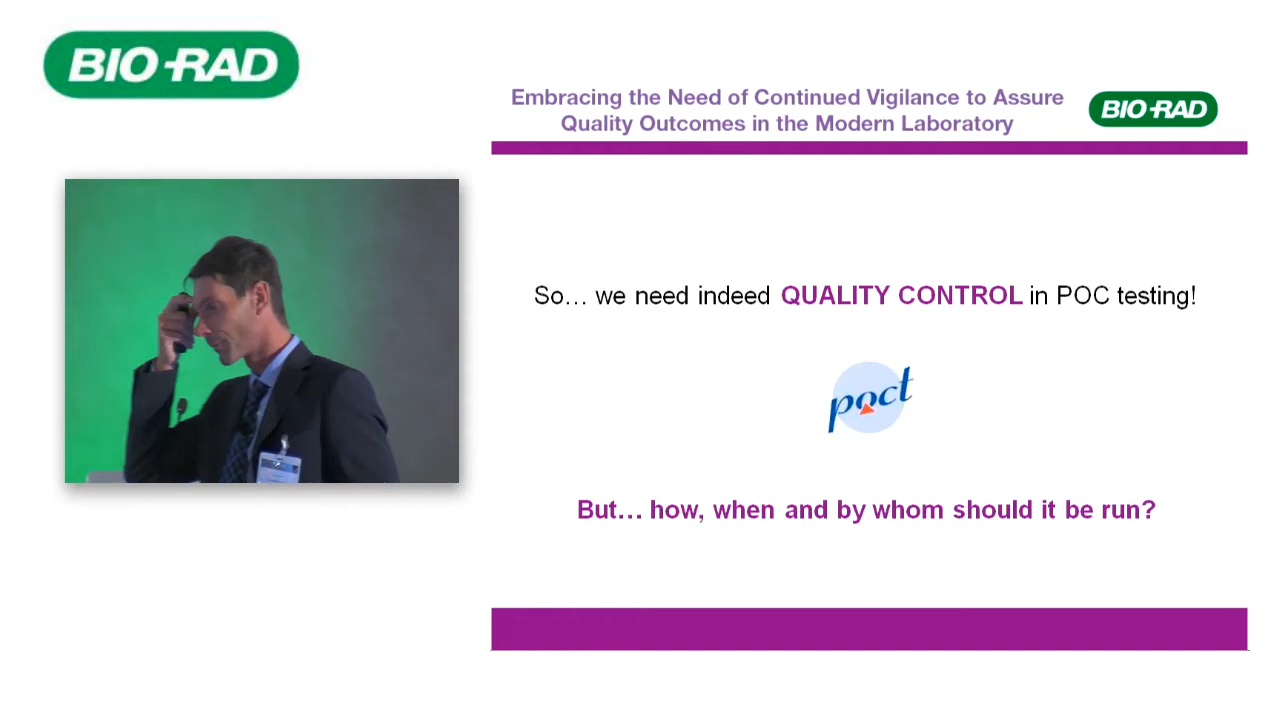 BIO-RAD
Embracing the Need of Continued Vigilance to Assure
Quality Outcomes in the Modern Laboratory
BIO-RAD
So… we need indeed QUALITY CONTROL in POC testing!
poct
But… how, when and by whom should it be run?